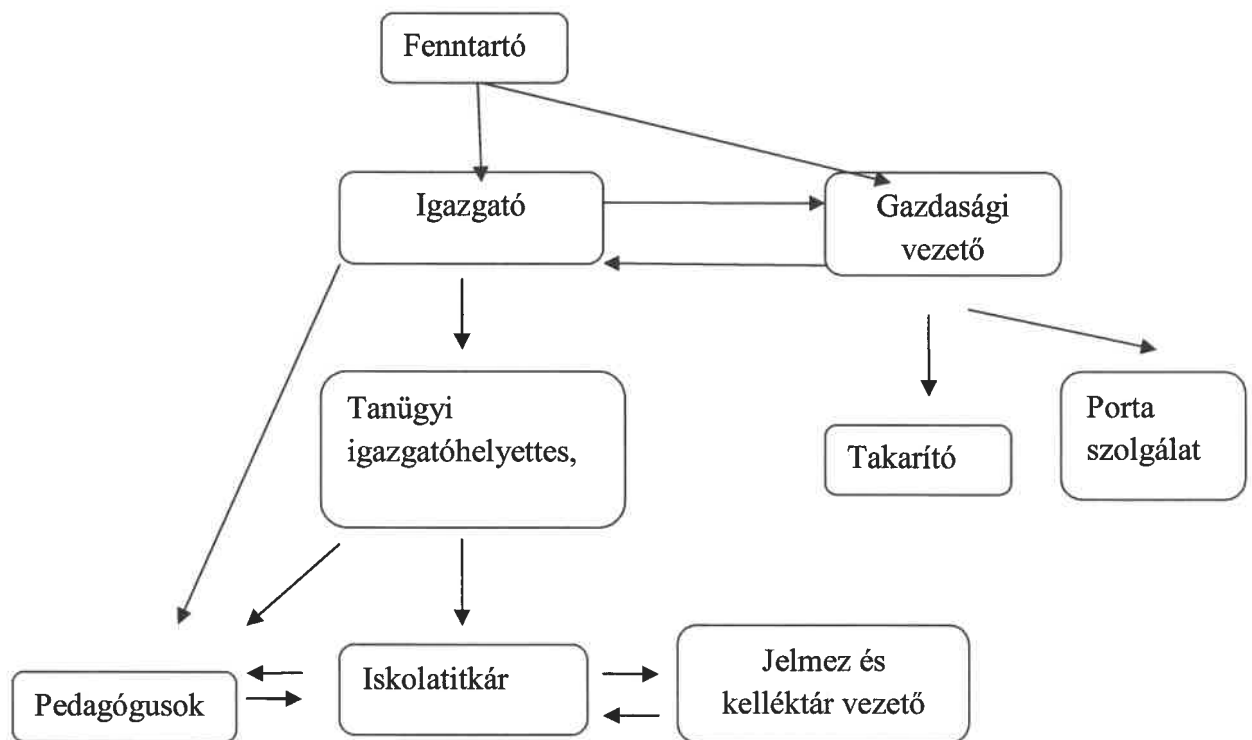 Fenntartó
Igazgató
Gazdasági
vezető
Tanügyi
igazgatóhelyettes,
Takarító
Porta
szolgálat
Pedagógusok
Iskolatitkár
Jelmez és
kelléktár vezető